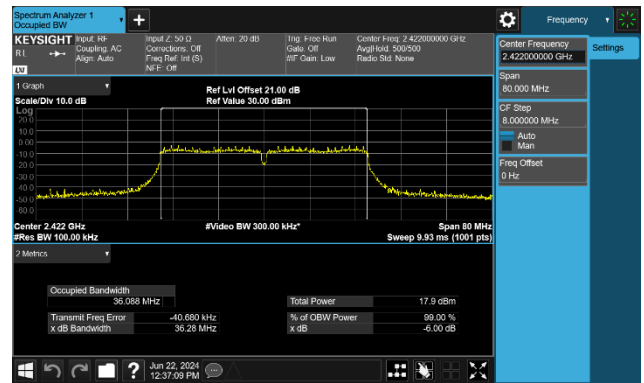 Spectrum Analyzer 1
Occupied BW
Frequency
KEYSIGHT
Input: RF
Coupling: AC
Align: Auto
Input Z: 50 Ω
Corrections: Off
Freq Ref: Int (S)
NFE: Off
Atten: 20 dB
Trig: Free Run
Gate: Off
#IF Gain: Low
Center Freq: 2.422000000 GHz
Avg|Hold: 500/500
Radio Std: None
RL
LXI
Center Frequency
2.422000000 GHz
Settings
Span
80.000 MHz
CF Step
8.000000 MHz
Auto
Man
Freq Offset
0 Hz
1 Graph
Scale/Div 10.0 dB
Ref Lvl Offset 21.00 dB
Ref Value 30.00 dBm
Log
20.0
10.0
0.00
-10.0
-20.0
-30.0
-40.0
-50.0
-60.0
Center 2.422 GHz
#Video BW 300.00 kHz*
Span 80 MHz
#Res BW 100.00 kHz
Sweep 9.93 ms (1001 pts)
2 Metrics
Occupied Bandwidth
36.088 MHz
Total Power 17.9 dBm
Transmit Freq Error -40.680 kHz
% of OBW Power 99.00 %
x dB Bandwidth 36.28 MHz
x dB -6.00 dB
Jun 22, 2024
12:37:09 PM